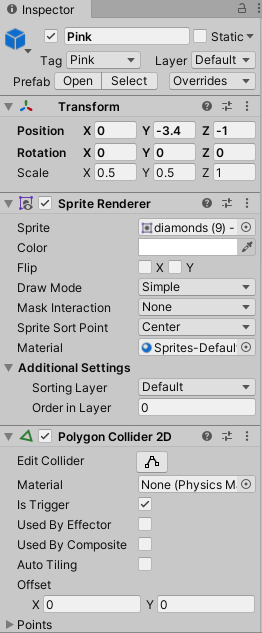 Inspector
Pink
Static
Tag Pink Layer Default
Prefab Open Select Overrides
Transform
Position X 0 Y -3.4 Z -1
Rotation X 0 Y 0 Z 0
Scale X 0.5 Y 0.5 Z 1
Sprite Renderer
Sprite diamonds (9) -
Color
Flip X Y
Draw Mode Simple
Mask Interaction None
Sprite Sort Point Center
Material Sprites-Defaul
Additional Settings
Sorting Layer Default
Order in Layer 0
Polygon Collider 2D
Edit Collider
Material None (Physics M
Is Trigger
Used By Effector
Used By Composite
Auto Tiling
Offset
X 0 Y 0
Points